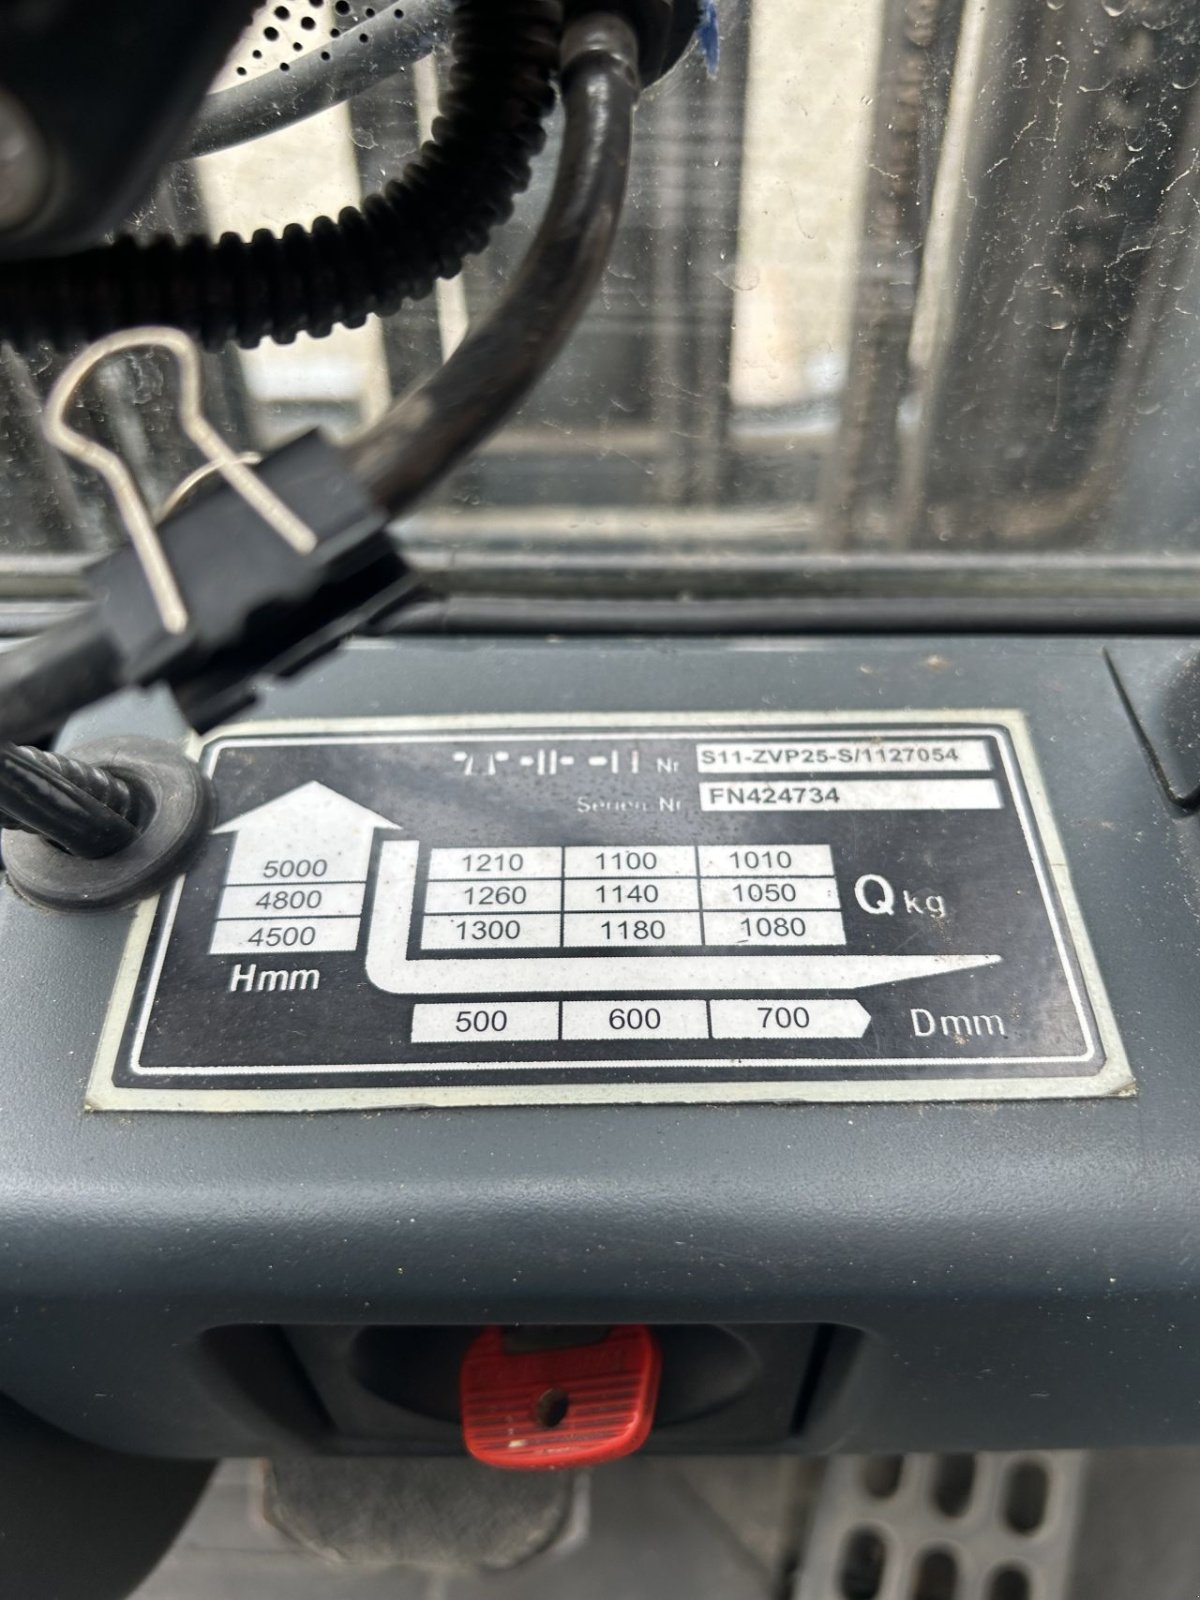 Nr S11-ZVP25-S/1127054
Serien Nr FN424734
5000 1210 1100 1010
4800 1260 1140 1050 Q kg
4500 1300 1180 1080
Hmm
500 600 700 Dmm